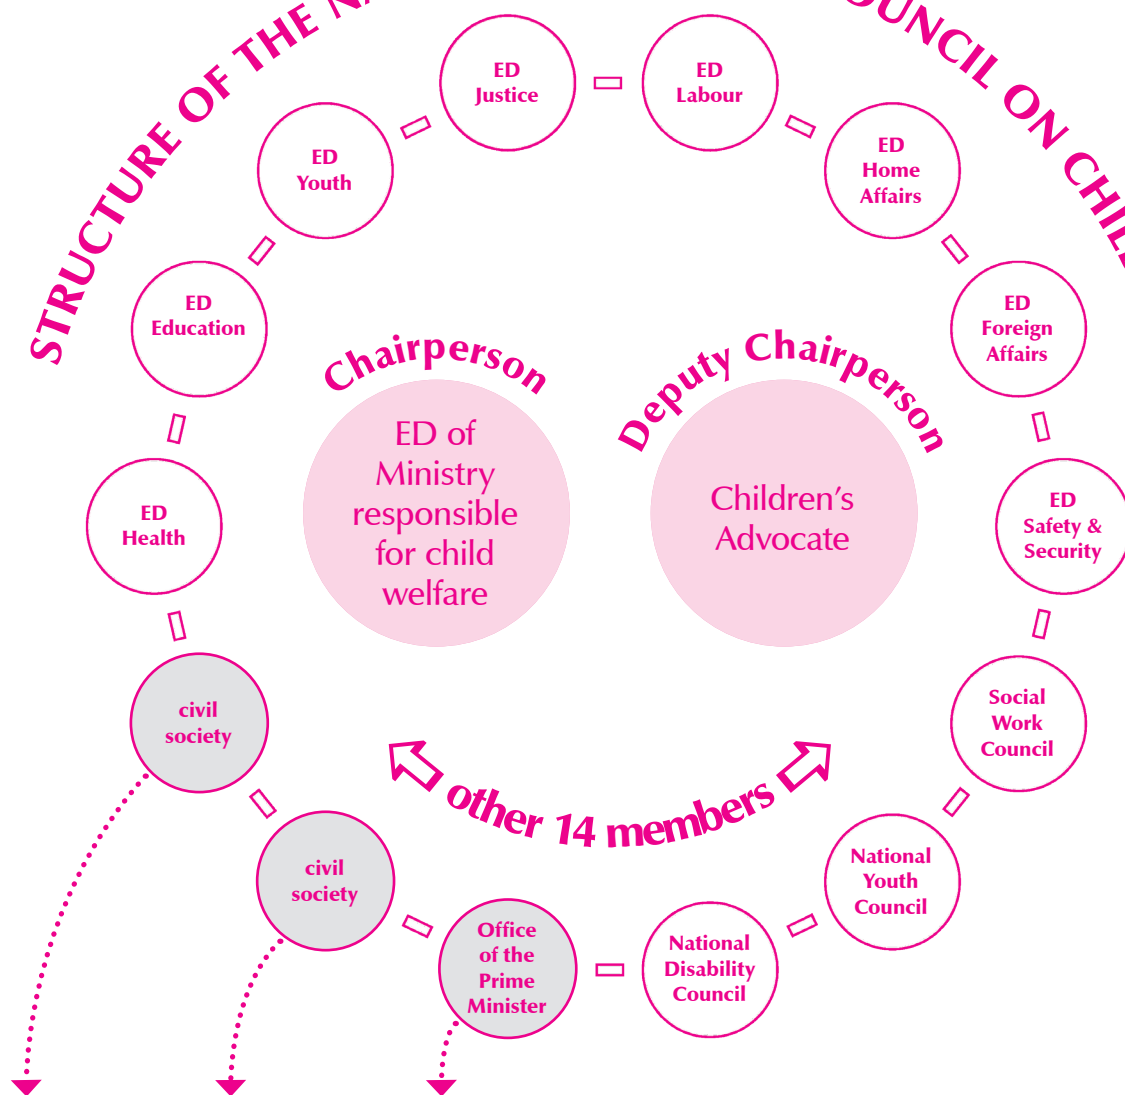 STRUCTURE OF THE
COUNCIL ON
ED
Justice
ED
Labour
ED
Youth
ED
Home
Affairs
ED
Education
ED
Foreign
Affairs
Chairperson
ED of
Ministry
responsible
for child
welfare
Deputy Chairperson
Children's
Advocate
ED
Health
ED
Safety &
Security
civil
society
Social
Work
Council
other 14 members
civil
society
National
Youth
Council
Office
of the
Prime
Minister
National
Disability
Council